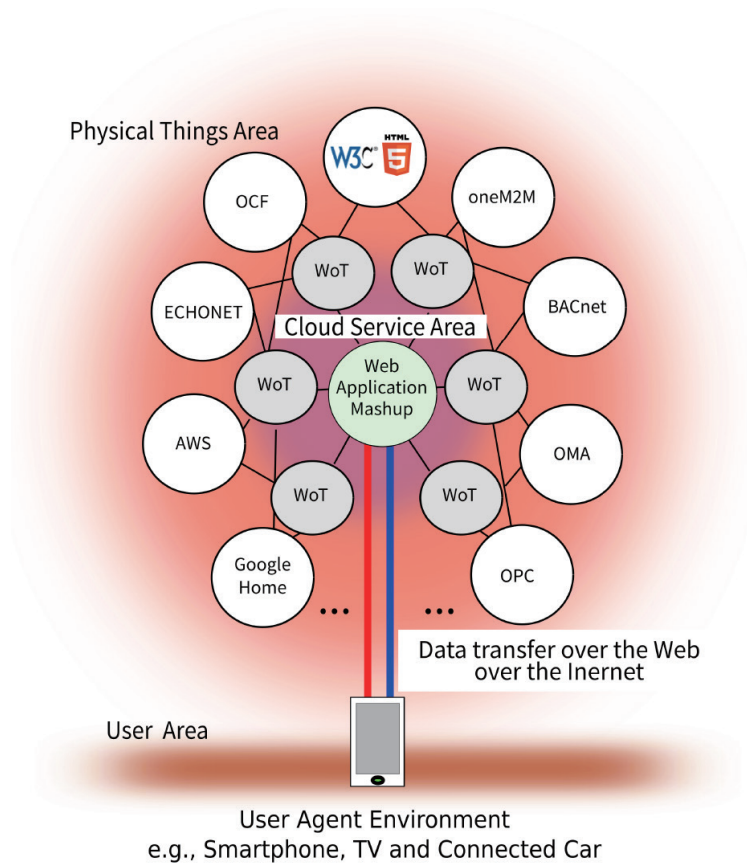 Physical Things Area
HTML
W3C®
5
OCF
oneM2M
WoT
WoT
ECHONET
BACnet
Cloud Service Area
Web
Application
Mashup
WoT
WoT
AWS
OMA
WoT
WoT
Google
Home
OPC
...
...
Data transfer over the Web
over the Inernet
User Area
User Agent Environment
e.g., Smartphone, TV and Connected Car